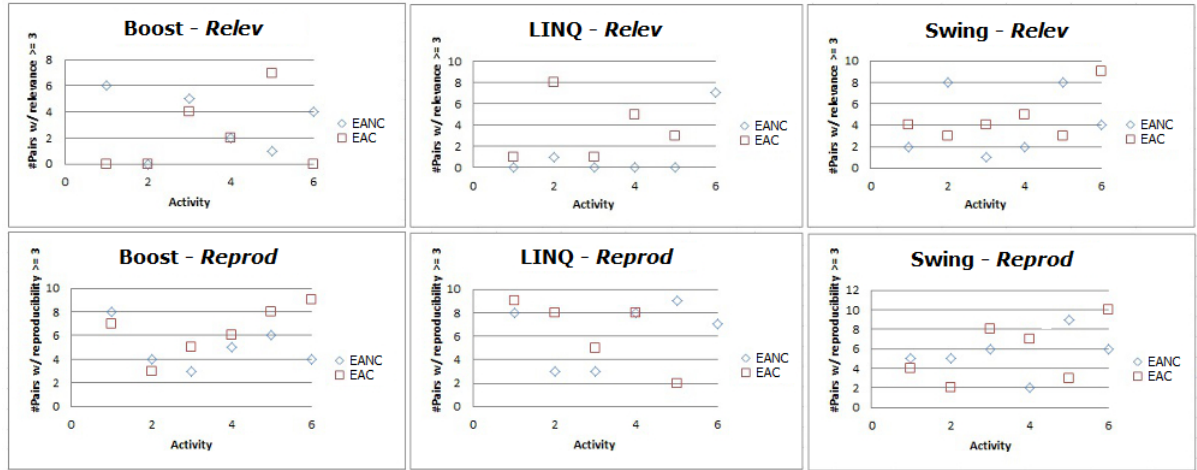 Boost - Relev
#Pairs w/ relevance >= 3
8
6
4
2
0
0
2
4
6
Activity
EANC
EAC
LINQ - Relev
#Pairs w/ relevance >= 3
10
8
6
4
2
0
0
2
4
6
Activity
EANC
EAC
Swing - Relev
#Pairs w/ relevance >= 3
10
8
6
4
2
0
0
2
4
6
Activity
EANC
EAC
Boost - Reprod
#Pairs w/ reproducibility >= 3
10
8
6
4
2
0
0
2
4
6
Activity
EANC
EAC
LINQ - Reprod
#Pairs w/ reproducibility >= 3
10
8
6
4
2
0
0
2
4
6
Activity
EANC
EAC
Swing - Reprod
#Pairs w/ reproducibility >= 3
12
10
8
6
4
2
0
0
2
4
6
Activity
EANC
EAC